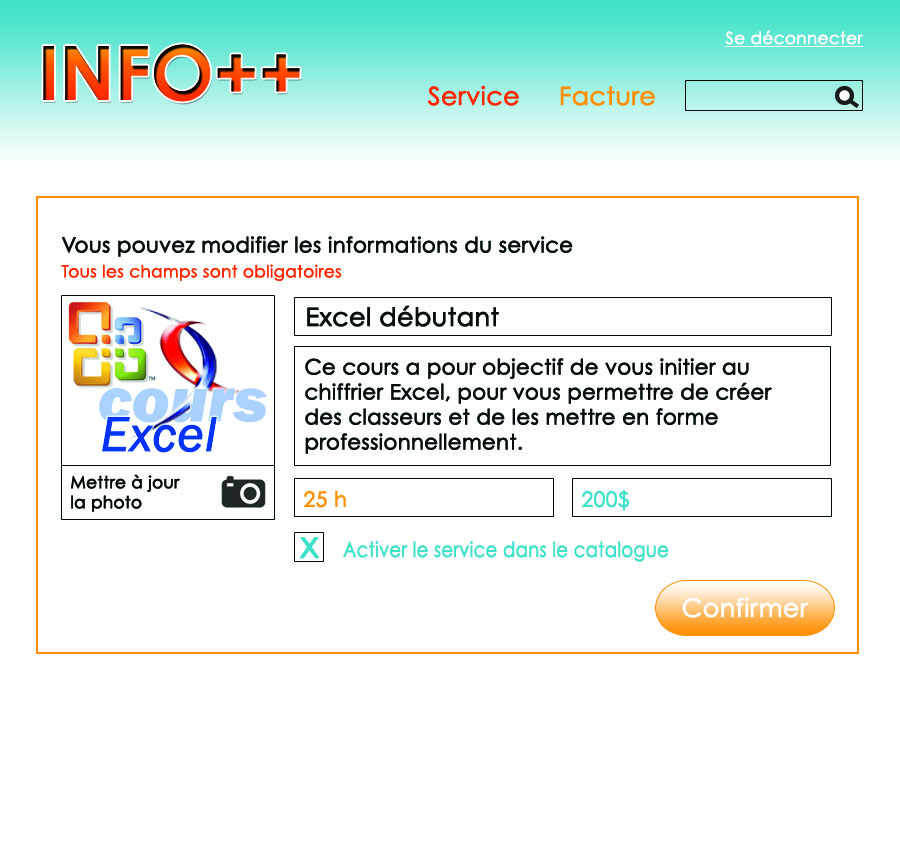 Se déconnecter
INFO++
Service
Facture
Vous pouvez modifier les informations du service
Tous les champs sont obligatoires
TM
cours
Excel
Mettre à jour
la photo
Excel débutant
Ce cours a pour objectif de vous initier au
chiffrier Excel, pour vous permettre de créer
des classeurs et de les mettre en forme
professionnellement.
25 h
200$
X
Activer le service dans le catalogue
Confirmer